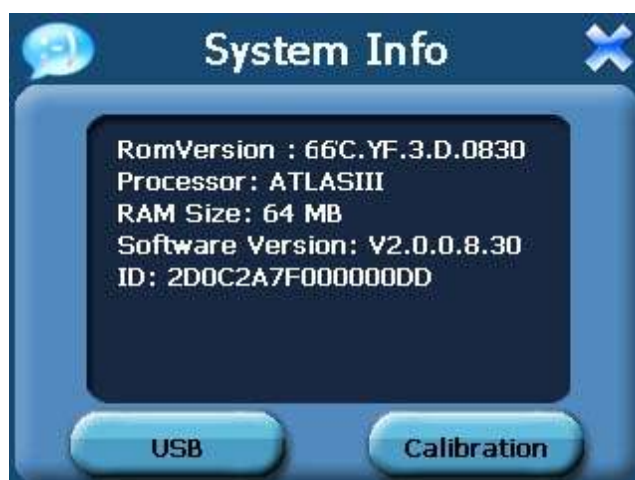 System Info
RomVersion : 66'C.YF.3.D.0830
Processor: ATLASIII
RAM Size: 64 MB
Software Version: V2.0.0.8.30
ID: 2D0C2A7F000000DD
USB
Calibration